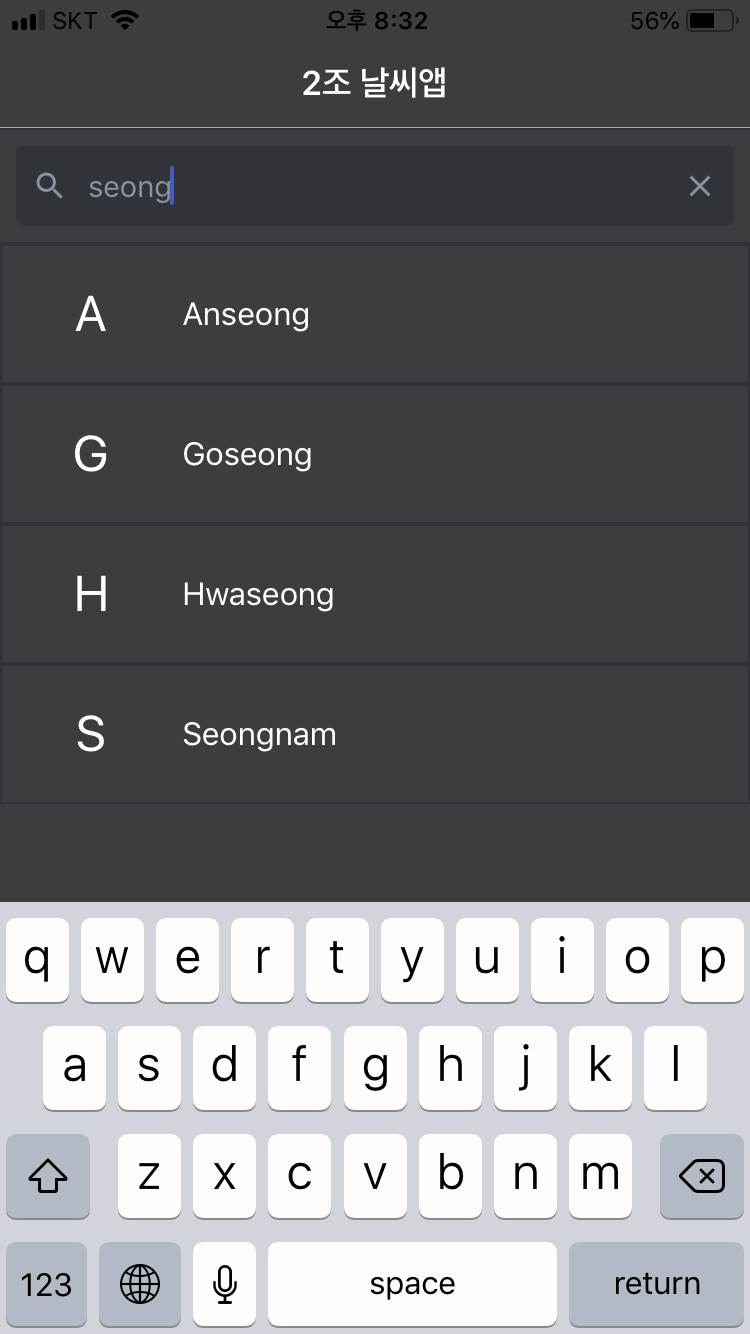 SKT 오후 8:32 56%
2조 날씨앱
seong
A Anseong
G Goseong
H Hwaseong
S Seongnam
q w e r t y u i o p
a s d f g h j k l
z x c v b n m
123 space return